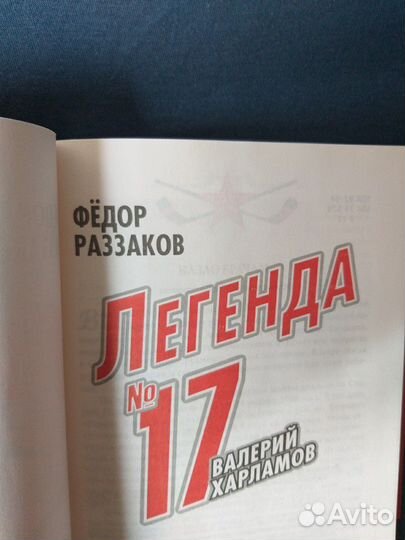 ФЁДОР
РАЗЗАКОВ
ЛЕГЕНДА
№
17
ВАЛЕРИЙ
ХАРЛАМОВ
Avito